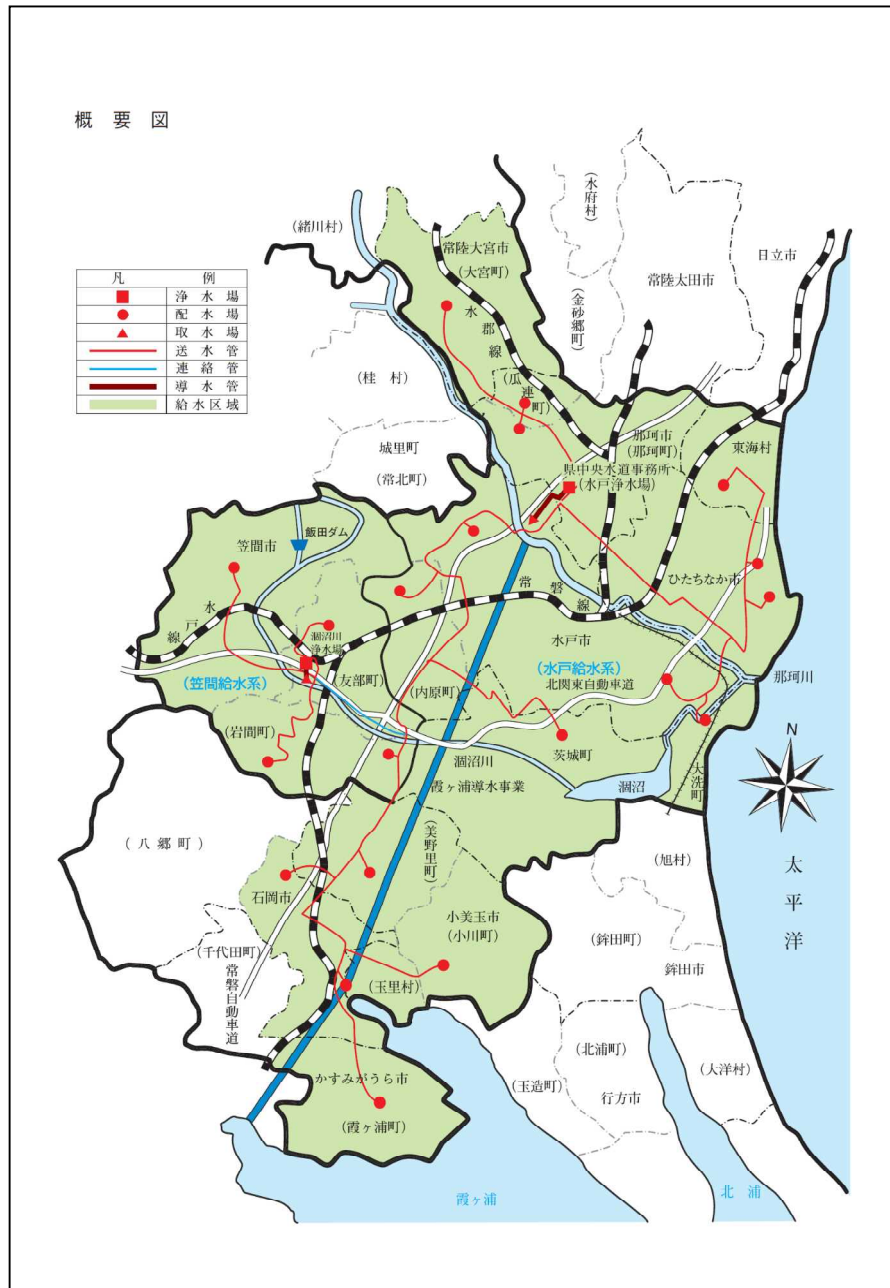 概要図
凡例
浄水場
配水場
取水場
送水管
連絡管
導水管
給水区域
(緒川村)
(水府村)
常陸大宮市
(大宮町)
常陸太田市
日立市
(金砂郷町)
水郡線
(桂村)
(瓜連町)
城里町
(常北町)
那珂市
(那珂町)
東海村
県中央水道事務所
(水戸浄水場)
飯田ダム
笠間市
ひたちなか市
常磐線
水戸線
涸沼川
浄水場
水戸市
(水戸給水系)
北関東自動車道
那珂川
(笠間給水系)
(友部町)
(内原町)
(岩間町)
茨城町
涸沼川
涸沼
大洗町
霞ヶ浦導水事業
N
(八郷町)
(美野里町)
(旭村)
太平洋
石岡市
小美玉市
(小川町)
(鉾田町)
鉾田市
(千代田町)
常磐自動車道
(玉里村)
(北浦町)
(大洋村)
かすみがうら市
(玉造町)
行方市
(霞ヶ浦町)
霞ヶ浦
北浦